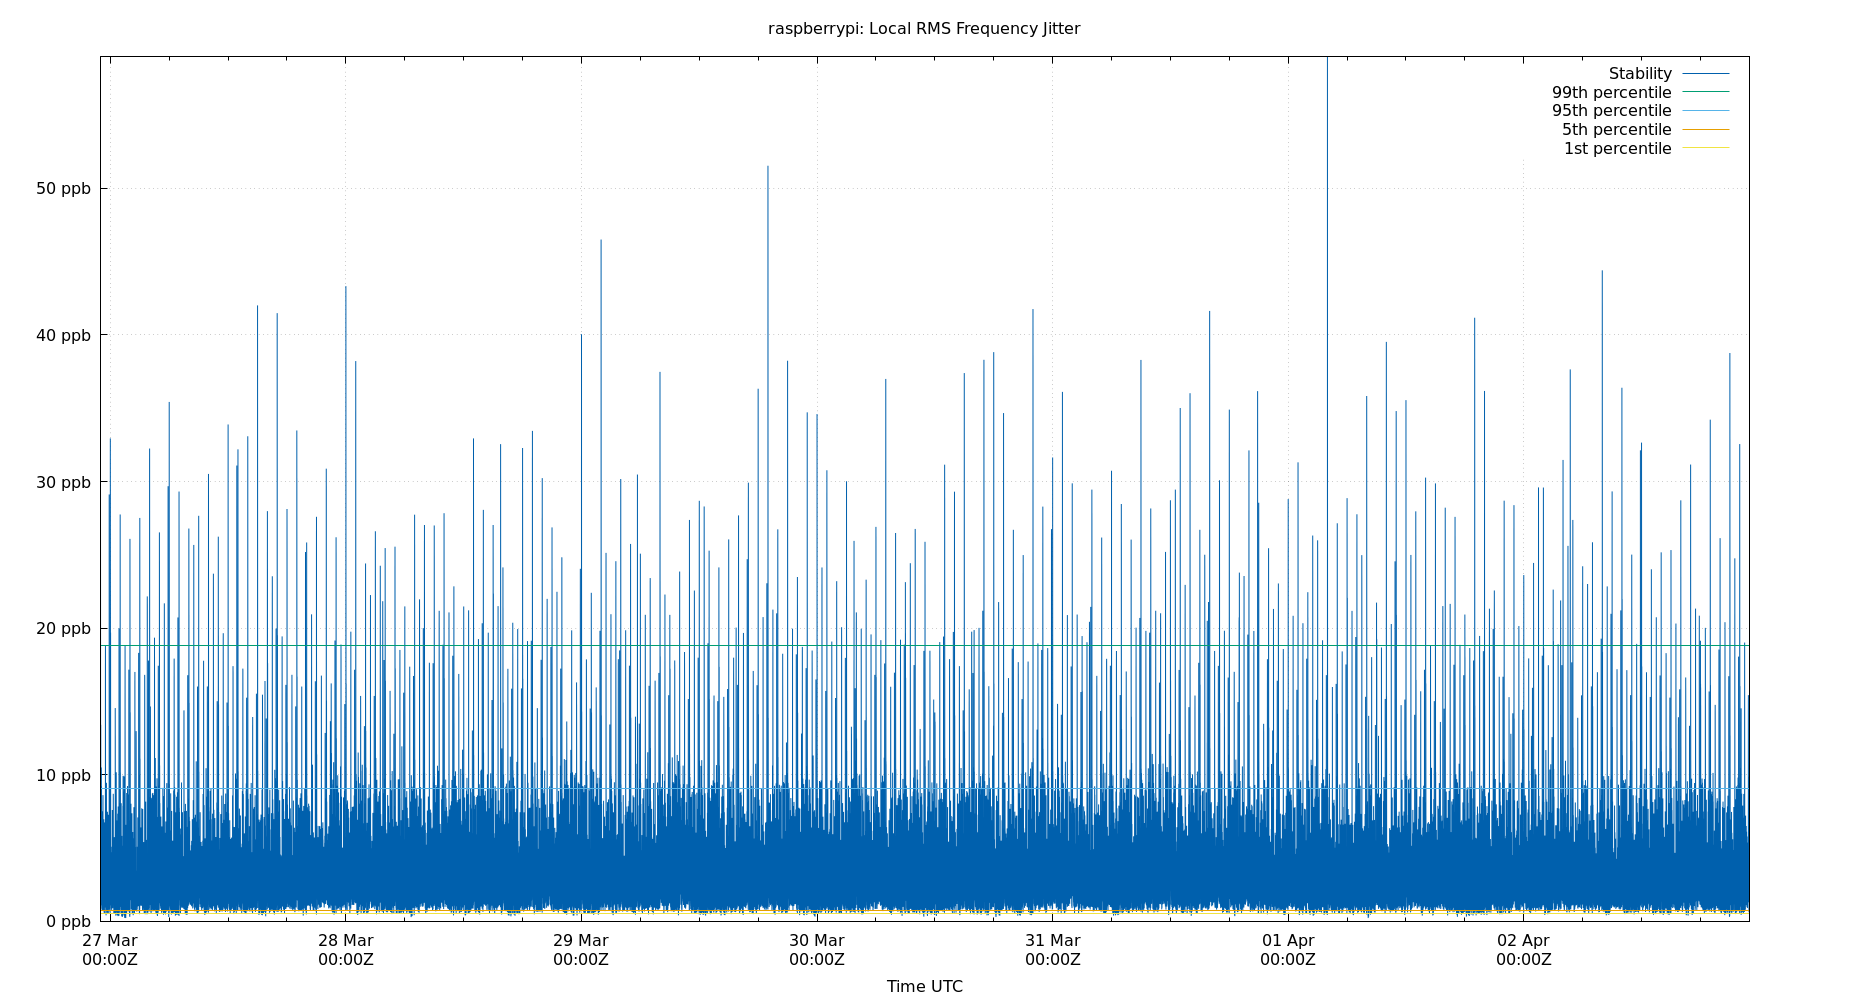 raspberrypi: Local RMS Frequency Jitter
Stability
99th percentile
95th percentile
5th percentile
1st percentile
50 ppb
40 ppb
30 ppb
20 ppb
10 ppb
0 ppb
27 Mar 28 Mar 29 Mar 30 Mar 31 Mar 01 Apr 02 Apr
00:00Z 00:00Z 00:00Z 00:00Z 00:00Z 00:00Z 00:00Z
Time UTC